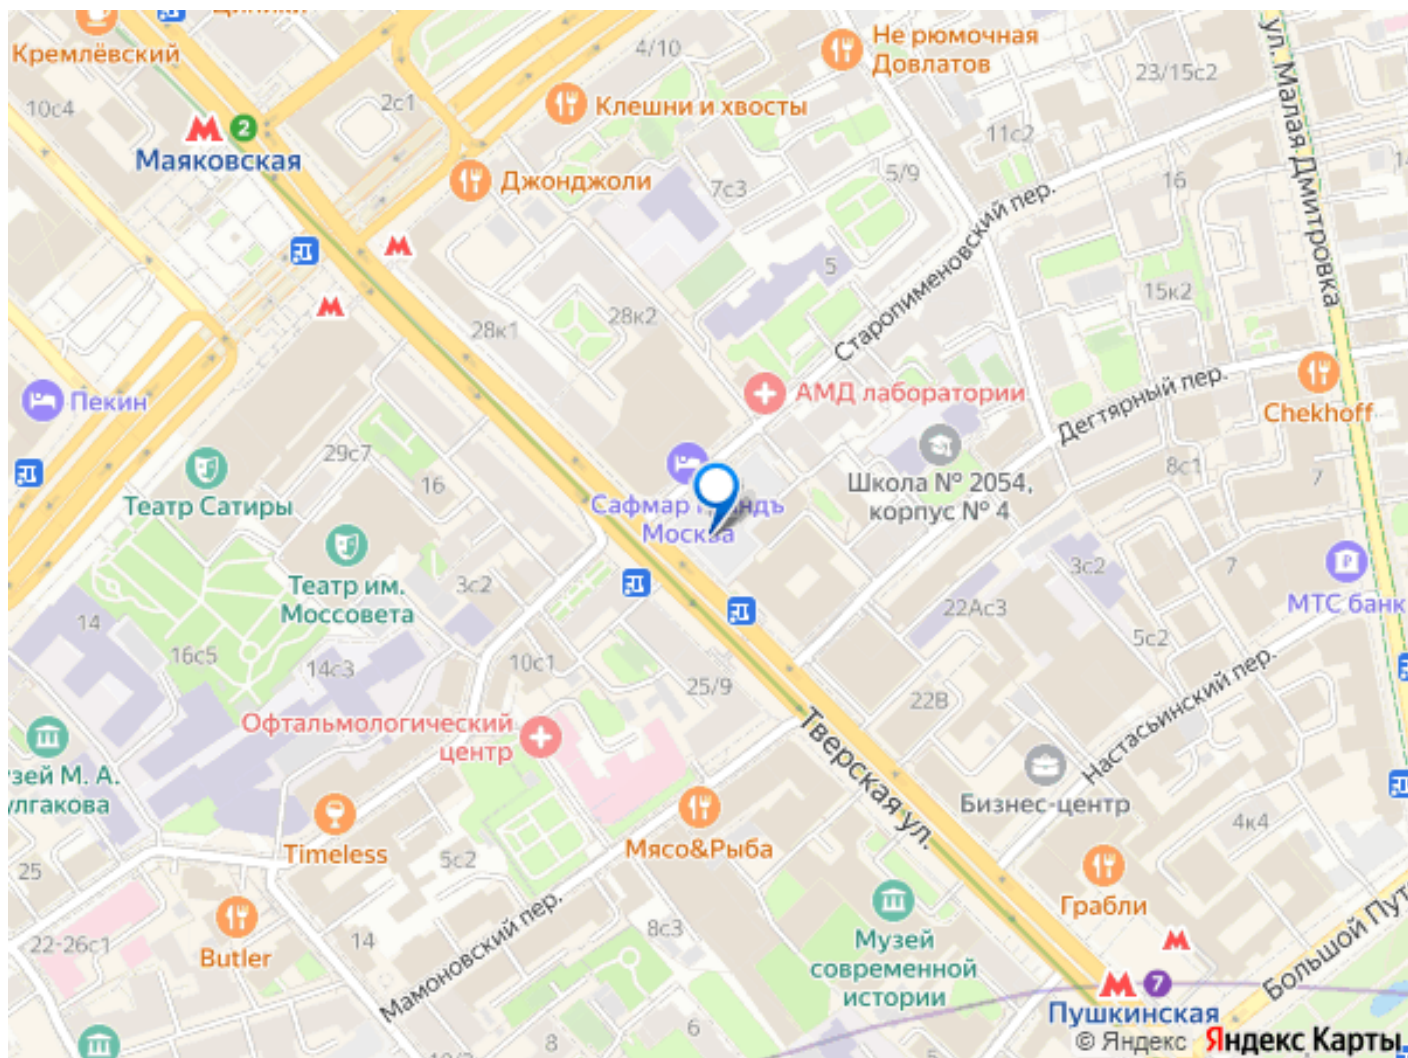 Кремлёвский
10с4
2
Маяковская
2с1
4/10
Клешни и хвосты
Не рюмочная
Довлатов
23/15с2
ул. Малая Дмитровка
11с2
Джонджоли
7с3
5/9
16
Старопименовский пер.
5
15к2
28к1
28к2
Пекин
АМД лаборатории
Дегтярный пер.
Chekhoff
8с1
7
29с7
16
Театр Сатиры
Сафмар
Москва
Школа № 2054,
корпус № 4
Театр им.
Моссовета
3с2
3с2
7
МТС банк
22Ас3
5с2
14
16с5
14с3
10с1
25/9
22В
Настасьинский пер.
Офтальмологический
центр
Тверская ул.
зей М. А.
улгакова
Бизнес-центр
4к4
Timeless
5с2
Мясо&Рыба
25
Грабли
Butler
22-26с1
14
Мамоновский пер.
8с3
Музей
современной
истории
7
Пушкинская
Большой Пут
6
8
© Яндекс Яндекс Карты